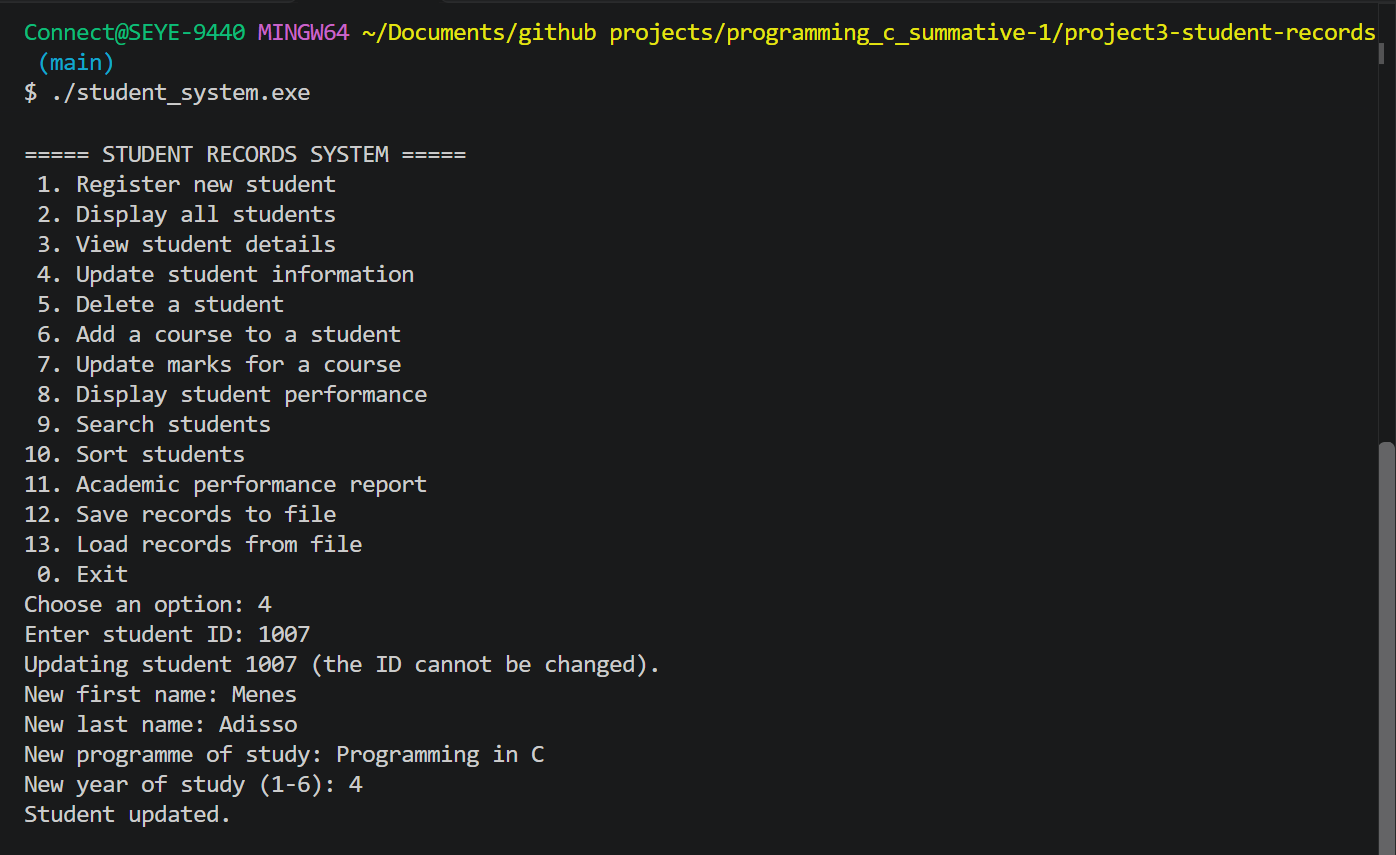 Connect@SEYE-9440 MINGW64 ~/Documents/github projects/programming_c_summative-1/project3-student-records
(main)
$ ./student_system.exe
===== STUDENT RECORDS SYSTEM =====
1. Register new student
2. Display all students
3. View student details
4. Update student information
5. Delete a student
6. Add a course to a student
7. Update marks for a course
8. Display student performance
9. Search students
10. Sort students
11. Academic performance report
12. Save records to file
13. Load records from file
0. Exit
Choose an option: 4
Enter student ID: 1007
Updating student 1007 (the ID cannot be changed).
New first name: Menes
New last name: Adisso
New programme of study: Programming in C
New year of study (1-6): 4
Student updated.